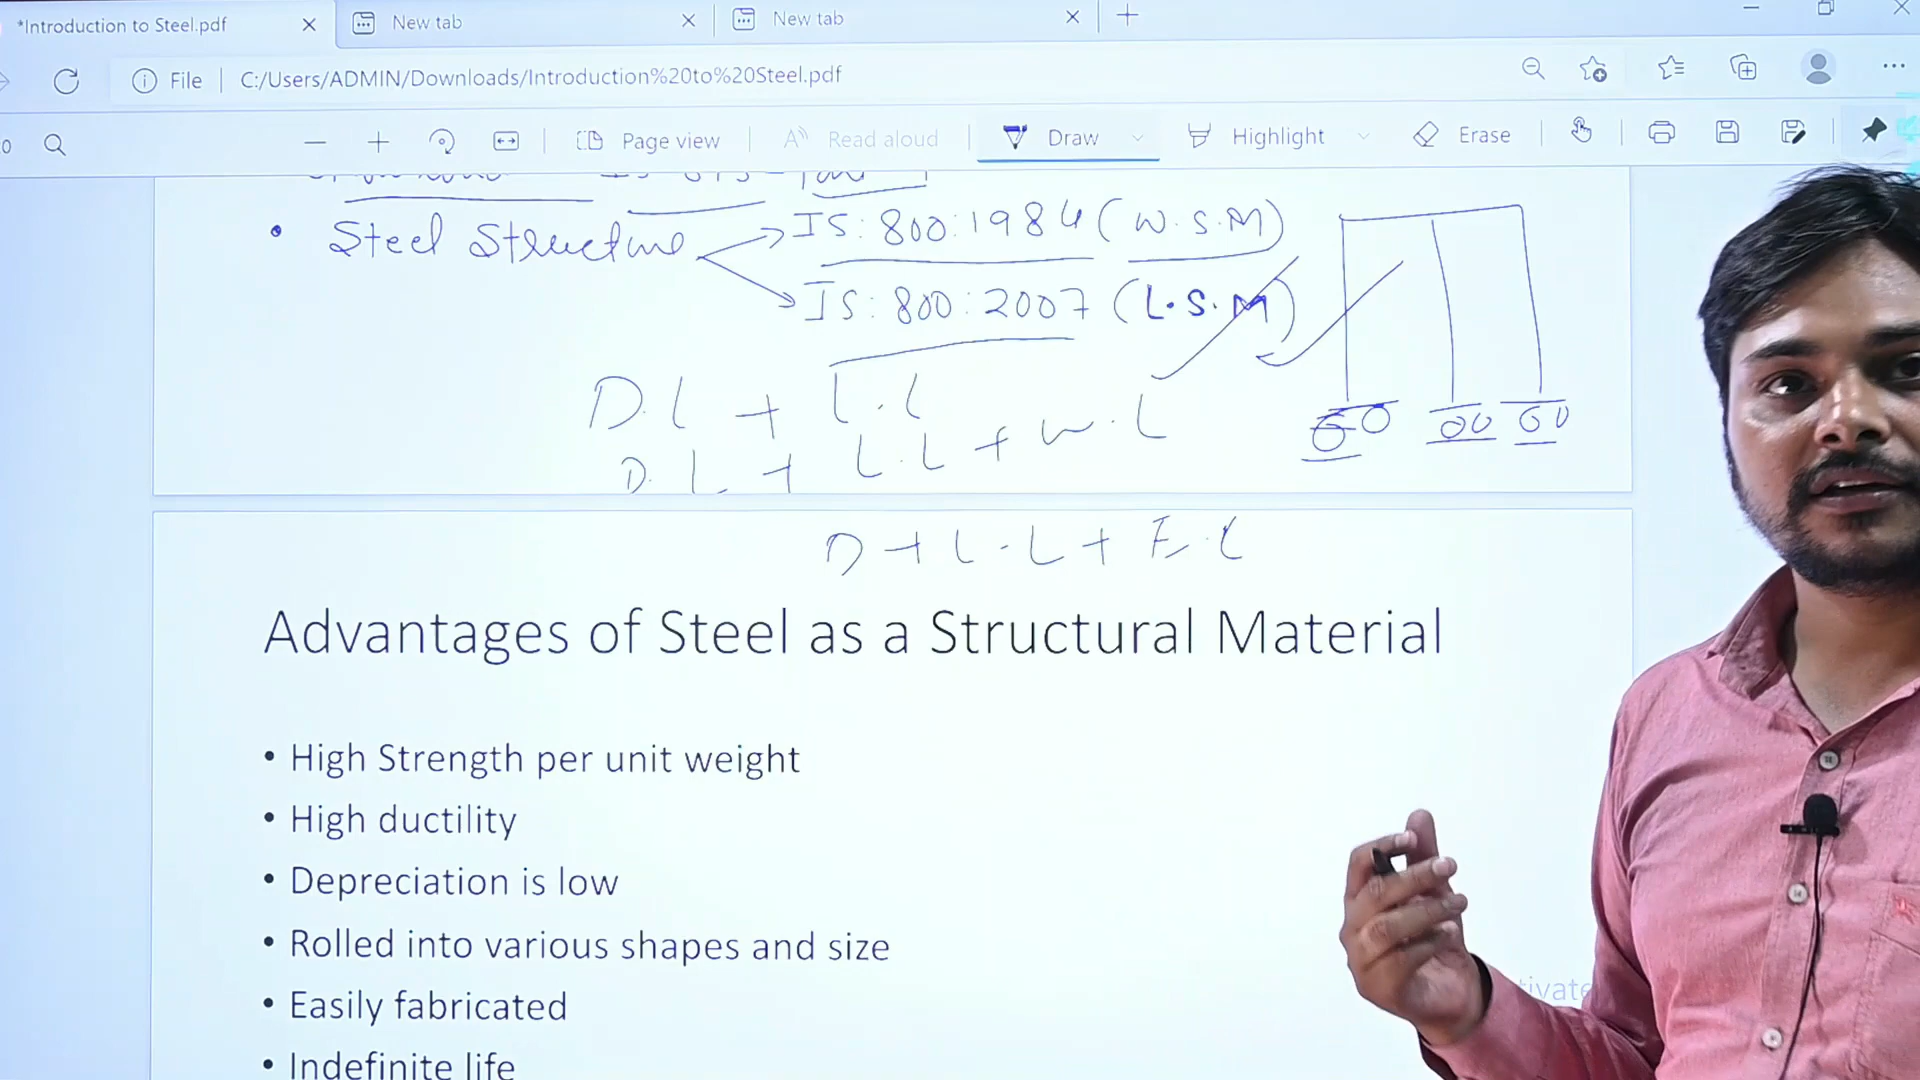 *Introduction to Steel.pdf
New tab
New tab
File C:/Users/ADMIN/Downloads/Introduction%20to%20Steel.pdf
Page view
Read aloud
Draw
Highlight
Erase
• Steel Structure
IS:800:1984 (W.S.M)
IS:800:2007 (L.S.M)
D.L + L.L
D.L + L.L + W.L
D + L.L + E.L
Advantages of Steel as a Structural Material
• High Strength per unit weight
• High ductility
• Depreciation is low
• Rolled into various shapes and size
• Easily fabricated
• Indefinite life